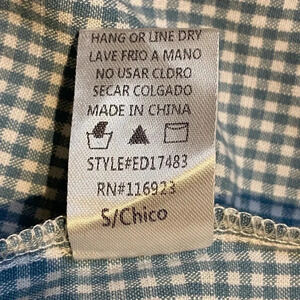 HANG OR LINE DRY
LAVE FRIO A MANO
NO USAR CLDRO
SECAR COLGADO
MADE IN CHINA
STYLE#ED17483
RN#116923
S/Chico